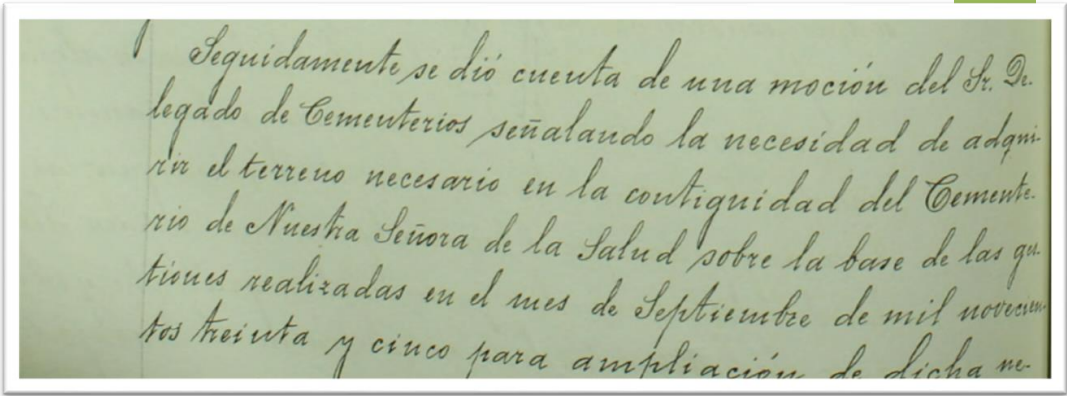 Seguidamente se dió cuenta de una moción del Sr. De-
legado de Cementerios señalando la necesidad de adqui-
rir el terreno necesario en la contiguidad del Cemente-
rio de Nuestra Señora de la Salud sobre la base de las ges-
tiones realizadas en el mes de Septiembre de mil novecien-
tos treinta y cinco para ampliación de dicha ne-